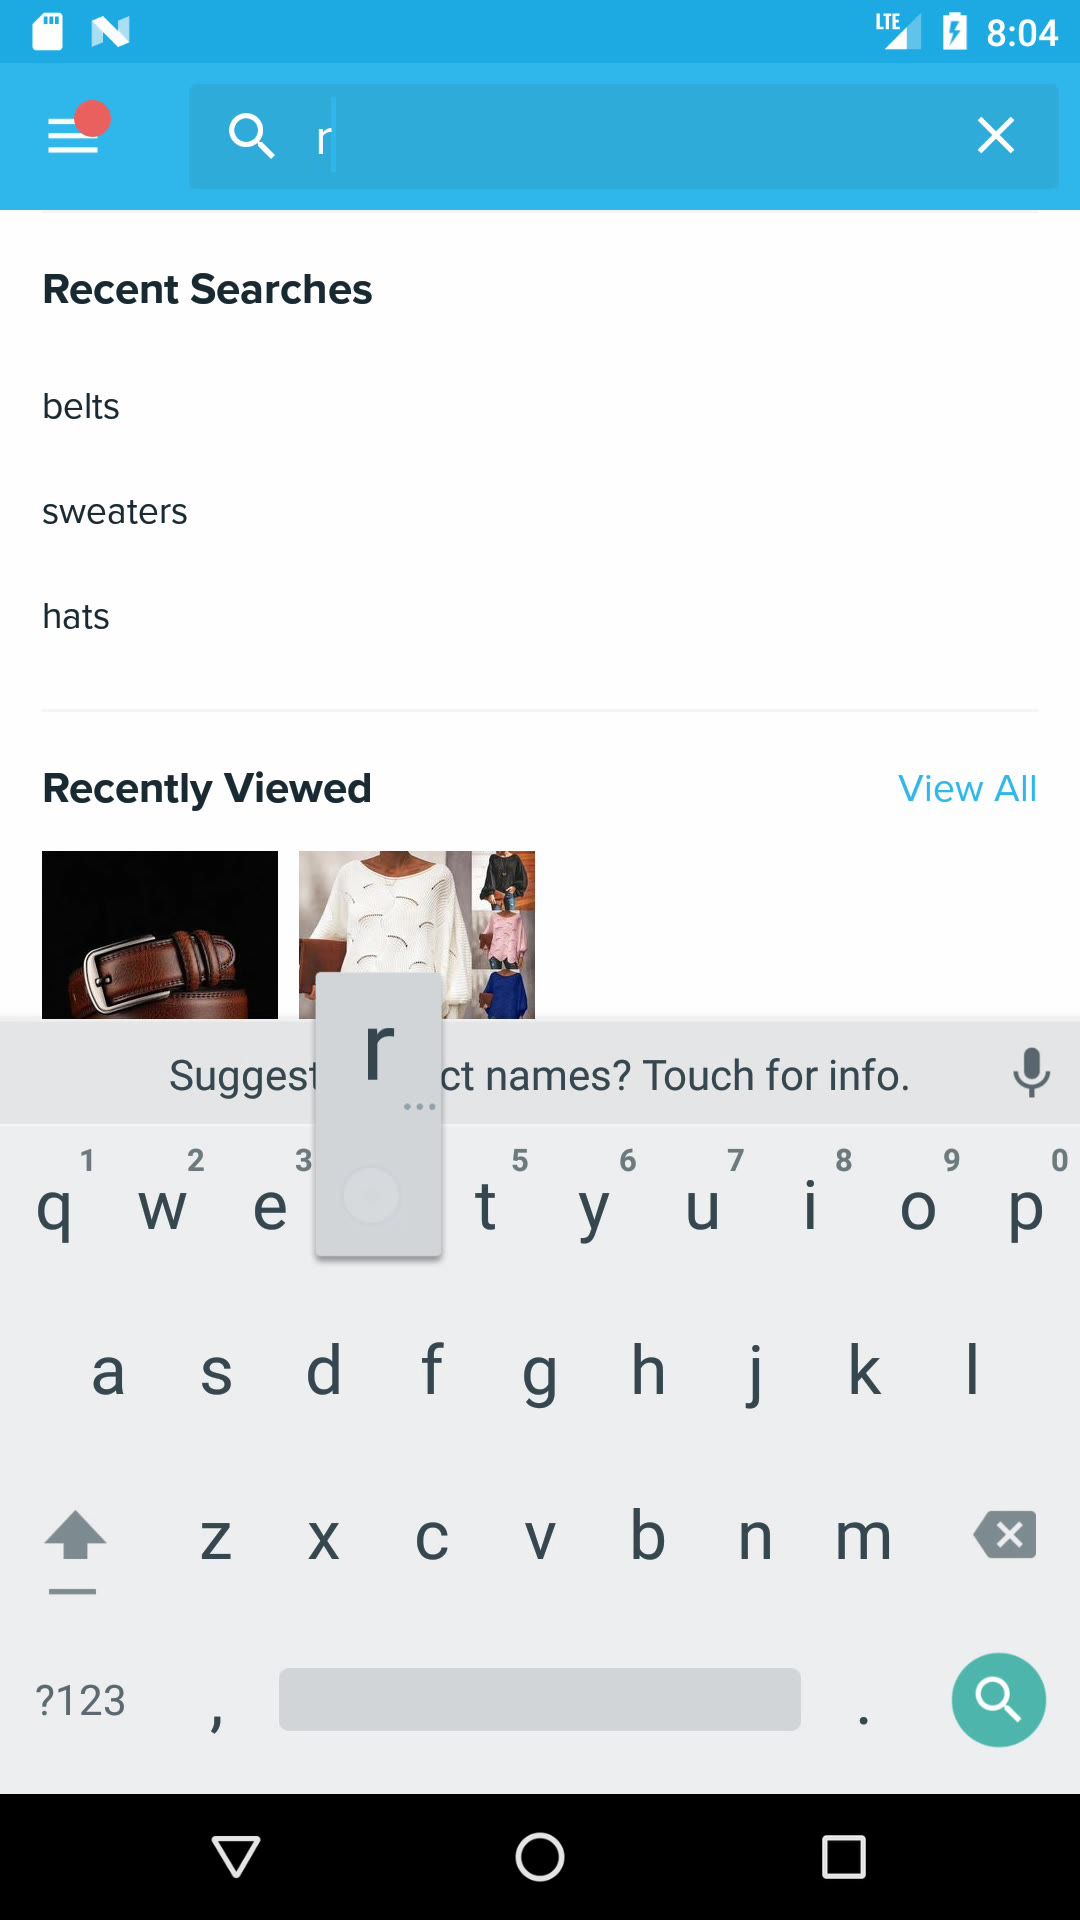 LTE 8:04
r
Recent Searches
belts
sweaters
hats
Recently Viewed View All
r
Suggest ct names? Touch for info.
1 2 3 5 6 7 8 9 0
q w e t y u i o p
a s d f g h j k l
z x c v b n m
?123 , .